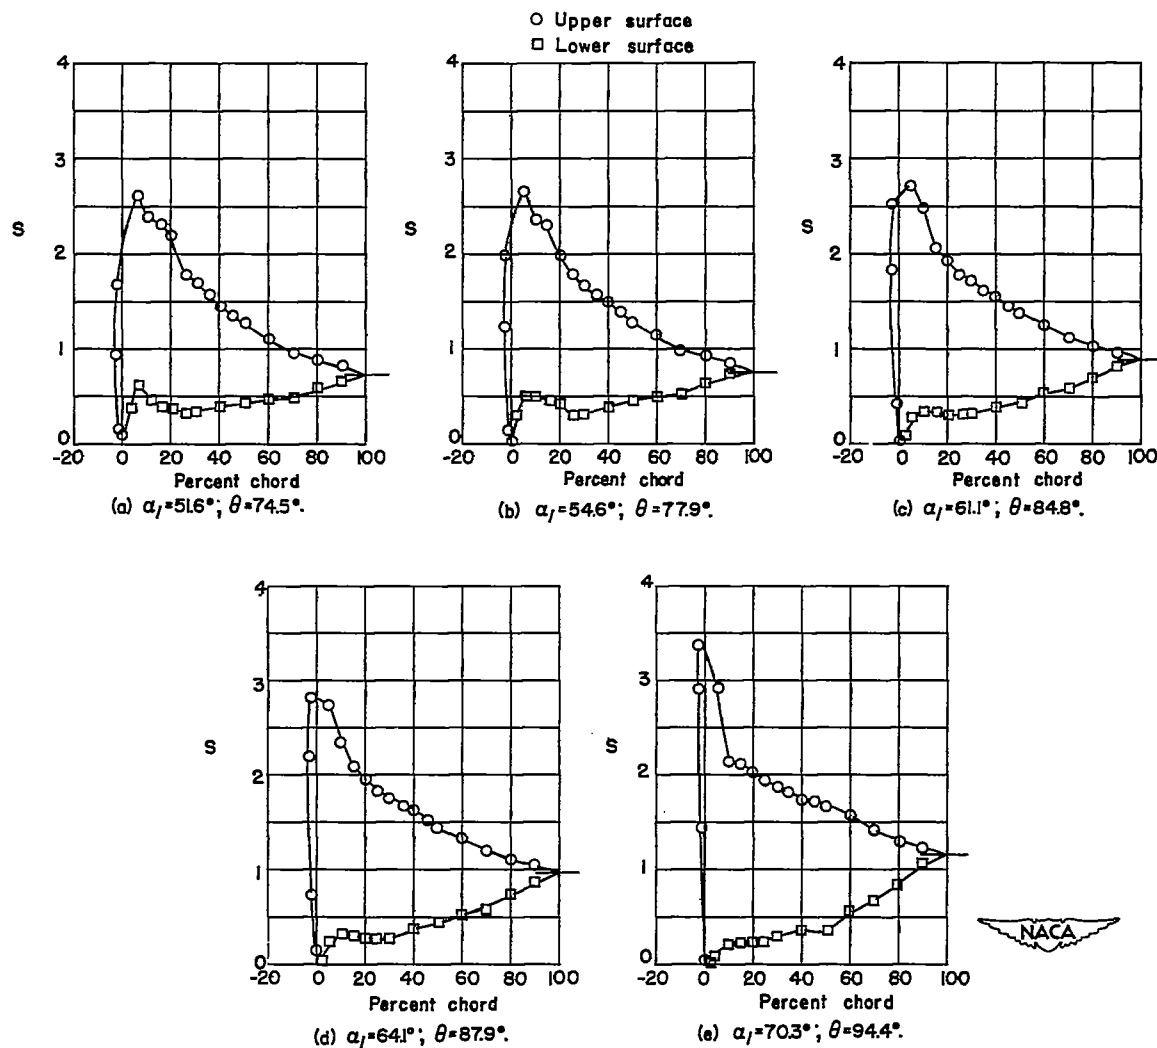 ○ Upper surface
□ Lower surface
4 4 4
3 3 3
S 2 S 2 S 2
1 1 1
0 0 0
-20 0 20 40 60 80 100 -20 0 20 40 60 80 100 -20 0 20 40 60 80 100
Percent chord Percent chord Percent chord
(a) α₁=51.6°; θ=74.5°. (b) α₁=54.6°; θ=77.9°. (c) α₁=61.1°; θ=84.8°.
4 4
3 3
S 2 S 2
1 1
NACA
0 0
-20 0 20 40 60 80 100 -20 0 20 40 60 80 100
Percent chord Percent chord
(d) α₁=64.1°; θ=87.9°. (e) α₁=70.3°; θ=94.4°.